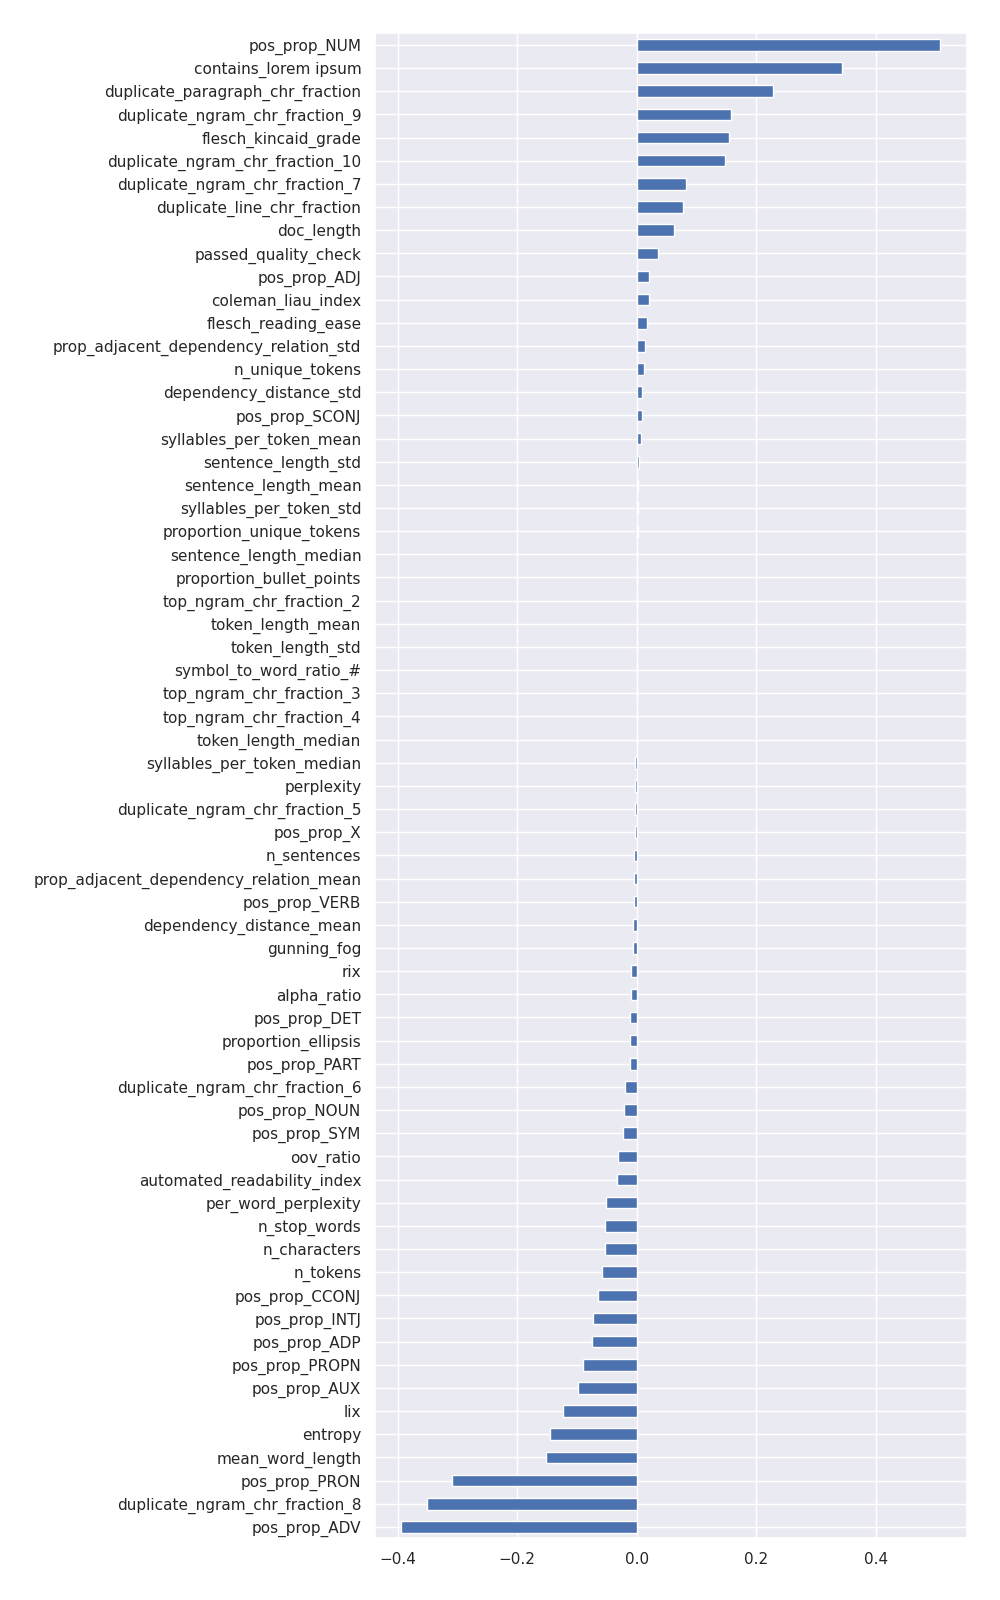 pos_prop_NUM
contains_lorem ipsum
duplicate_paragraph_chr_fraction
duplicate_ngram_chr_fraction_9
flesch_kincaid_grade
duplicate_ngram_chr_fraction_10
duplicate_ngram_chr_fraction_7
duplicate_line_chr_fraction
doc_length
passed_quality_check
pos_prop_ADJ
coleman_liau_index
flesch_reading_ease
prop_adjacent_dependency_relation_std
n_unique_tokens
dependency_distance_std
pos_prop_SCONJ
syllables_per_token_mean
sentence_length_std
sentence_length_mean
syllables_per_token_std
proportion_unique_tokens
sentence_length_median
proportion_bullet_points
top_ngram_chr_fraction_2
token_length_mean
token_length_std
symbol_to_word_ratio_#
top_ngram_chr_fraction_3
top_ngram_chr_fraction_4
token_length_median
syllables_per_token_median
perplexity
duplicate_ngram_chr_fraction_5
pos_prop_X
n_sentences
prop_adjacent_dependency_relation_mean
pos_prop_VERB
dependency_distance_mean
gunning_fog
rix
alpha_ratio
pos_prop_DET
proportion_ellipsis
pos_prop_PART
duplicate_ngram_chr_fraction_6
pos_prop_NOUN
pos_prop_SYM
oov_ratio
automated_readability_index
per_word_perplexity
n_stop_words
n_characters
n_tokens
pos_prop_CCONJ
pos_prop_INTJ
pos_prop_ADP
pos_prop_PROPN
pos_prop_AUX
lix
entropy
mean_word_length
pos_prop_PRON
duplicate_ngram_chr_fraction_8
pos_prop_ADV
−0.4 −0.2 0.0 0.2 0.4